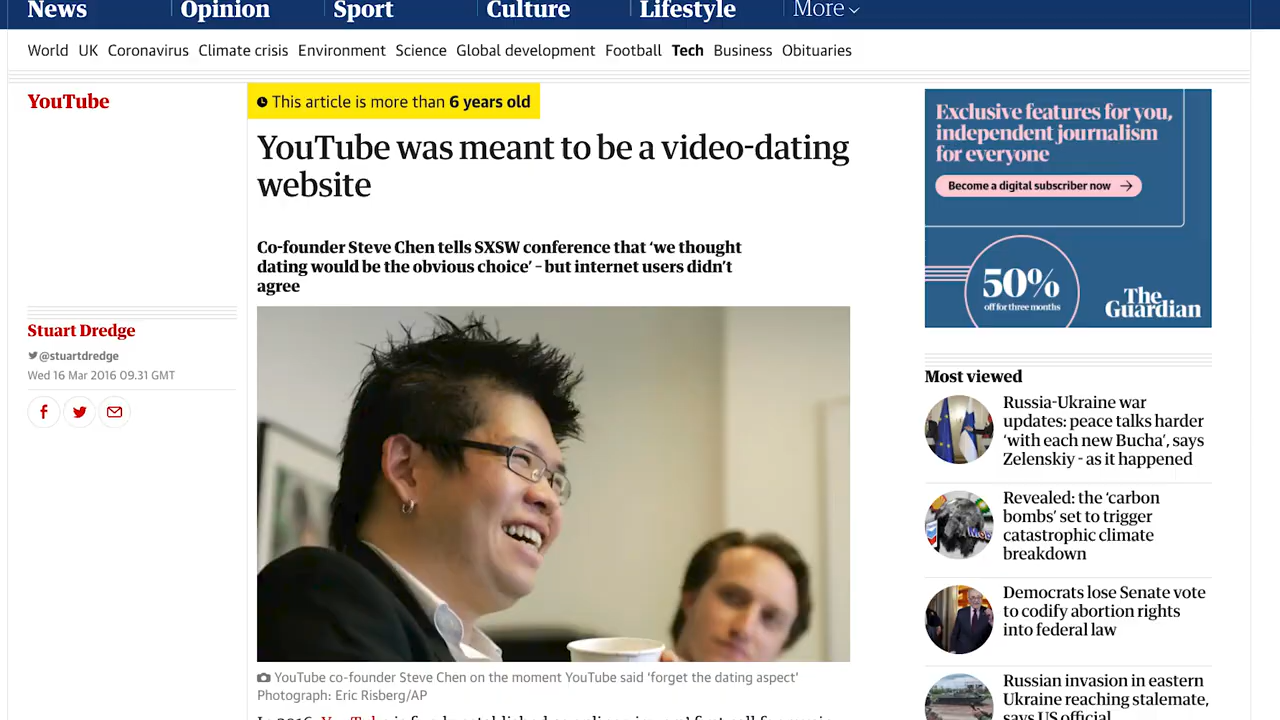 News
Opinion
Sport
Culture
Lifestyle
More
World UK Coronavirus Climate crisis Environment Science Global development Football Tech Business Obituaries
YouTube
This article is more than 6 years old
YouTube was meant to be a video-dating
website
Co-founder Steve Chen tells SXSW conference that ‘we thought
dating would be the obvious choice’ – but internet users didn’t
agree
Stuart Dredge
@stuartdredge
Wed 16 Mar 2016 09.31 GMT
YouTube co-founder Steve Chen on the moment YouTube said ‘forget the dating aspect’
Photograph: Eric Risberg/AP
Exclusive features for you,
independent journalism
for everyone
Become a digital subscriber now
50%
off for three months
The
Guardian
Most viewed
Russia-Ukraine war
updates: peace talks harder
‘with each new Bucha’, says
Zelenskiy - as it happened
Revealed: the ‘carbon
bombs’ set to trigger
catastrophic climate
breakdown
Democrats lose Senate vote
to codify abortion rights
into federal law
Russian invasion in eastern
Ukraine reaching stalemate,
says US official